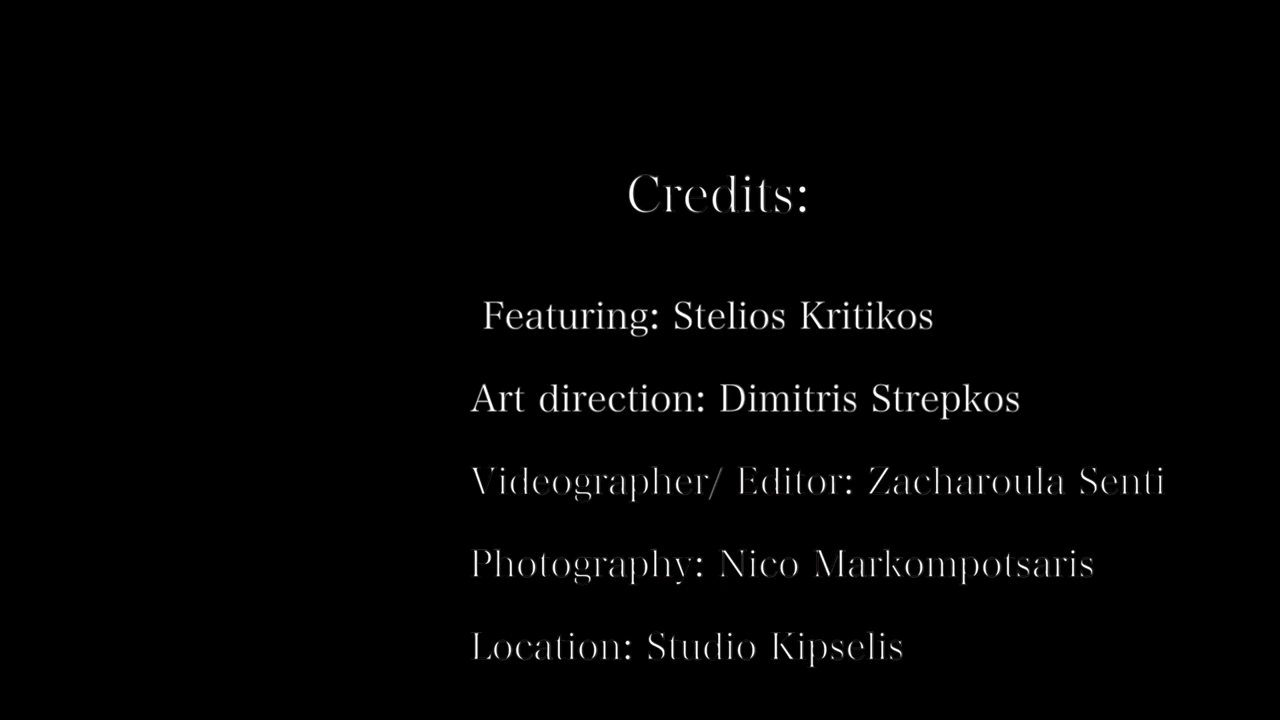 Credits:
Featuring: Stelios Kritikos
Art direction: Dimitris Strepkos
Videographer/ Editor: Zacharoula Senti
Photography: Nico Markompotsaris
Location: Studio Kipselis